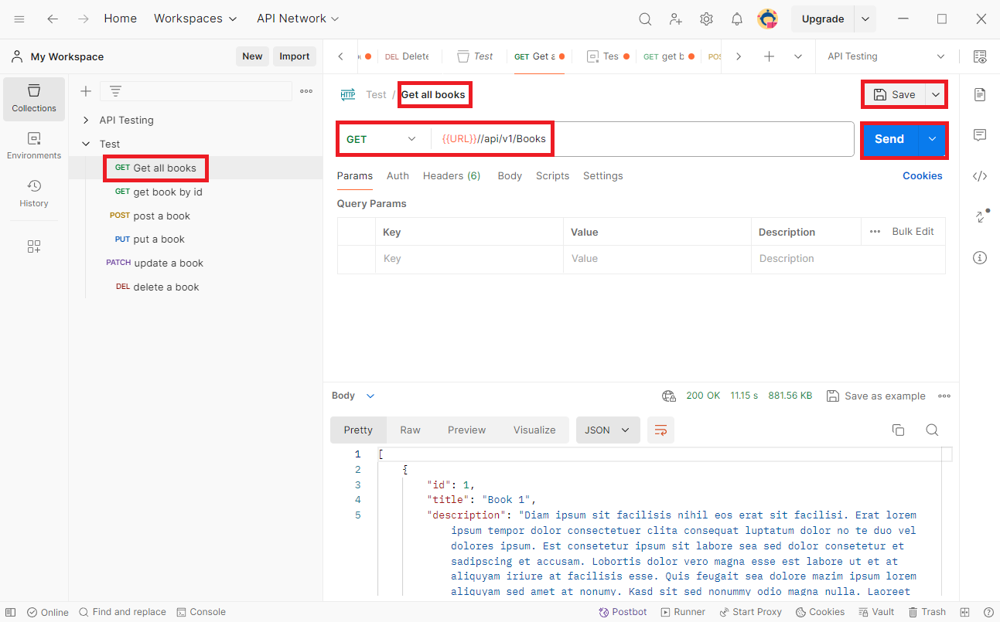 Home Workspaces API Network Upgrade
My Workspace New Import DEL Delete Test GET Get a Tes GET get b POS API Testing
Collections
Environments
History
API Testing
Test
GET Get all books
GET get book by id
POST post a book
PUT put a book
PATCH update a book
DEL delete a book
HTTP Test / Get all books Save
GET {{URL}}//api/v1/Books Send
Params Auth Headers (6) Body Scripts Settings Cookies
Query Params
Key Value Description Bulk Edit
Key Value Description
Body 200 OK 11.15 s 881.56 KB Save as example
Pretty Raw Preview Visualize JSON
1 [
2 {
3 "id": 1,
4 "title": "Book 1",
5 "description": "Diam ipsum sit facilisis nihil eos erat sit facilisi. Erat lorem
ipsum tempor dolor consectetuer clita consequat luptatum dolor no te duo vel
dolores ipsum. Est consetetur ipsum sit labore sea sed dolor consetetur et
sadipscing et accusam. Lobortis dolor vero magna esse est labore ut et at
aliquyam iriure at facilisis esse. Quis feugait sea dolore mazim ipsum lorem
aliquyam sed amet at nonumy. Kasd sit sed nonummy odio magna nulla. Laoreet
Online Find and replace Console Postbot Runner Start Proxy Cookies Vault Trash